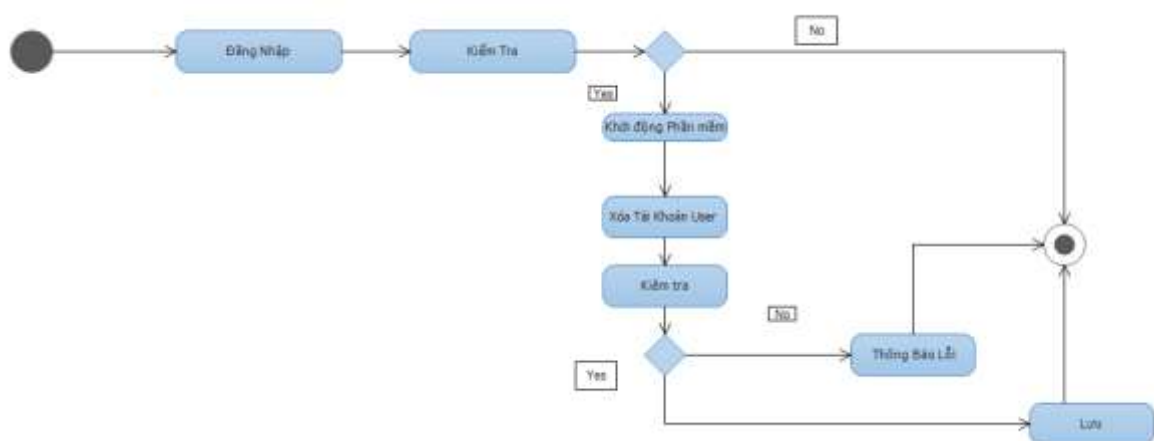 Đăng Nhập
Kiểm Tra
No
Yes
Khởi động Phần mềm
Xóa Tài Khoản User
Kiểm tra
No
Thông Báo Lỗi
Yes
Lưu